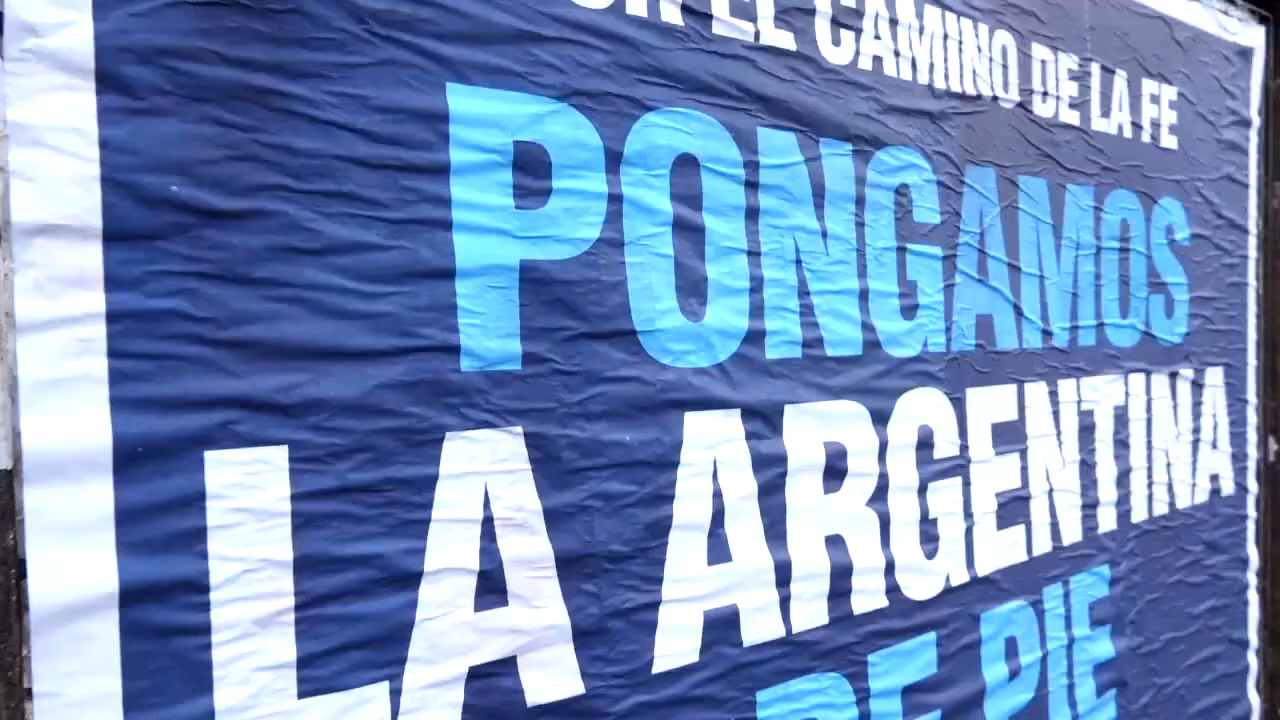 EL CAMINO DE LA FE
PONGAMOS
LA ARGENTINA
DE PIE